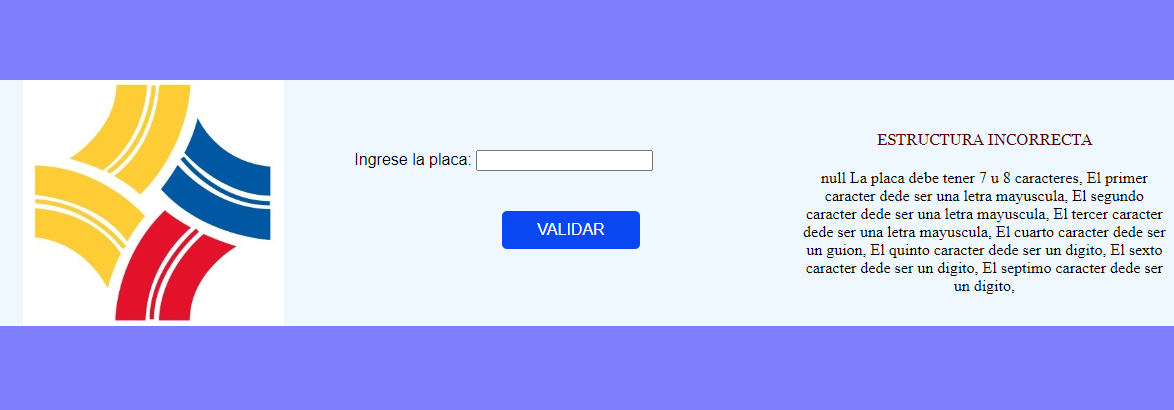 Ingrese la placa:
VALIDAR
ESTRUCTURA INCORRECTA
null La placa debe tener 7 u 8 caracteres, El primer
caracter dede ser una letra mayuscula, El segundo
caracter dede ser una letra mayuscula, El tercer caracter
dede ser una letra mayuscula, El cuarto caracter dede ser
un guion, El quinto caracter dede ser un digito, El sexto
caracter dede ser un digito, El septimo caracter dede ser
un digito,